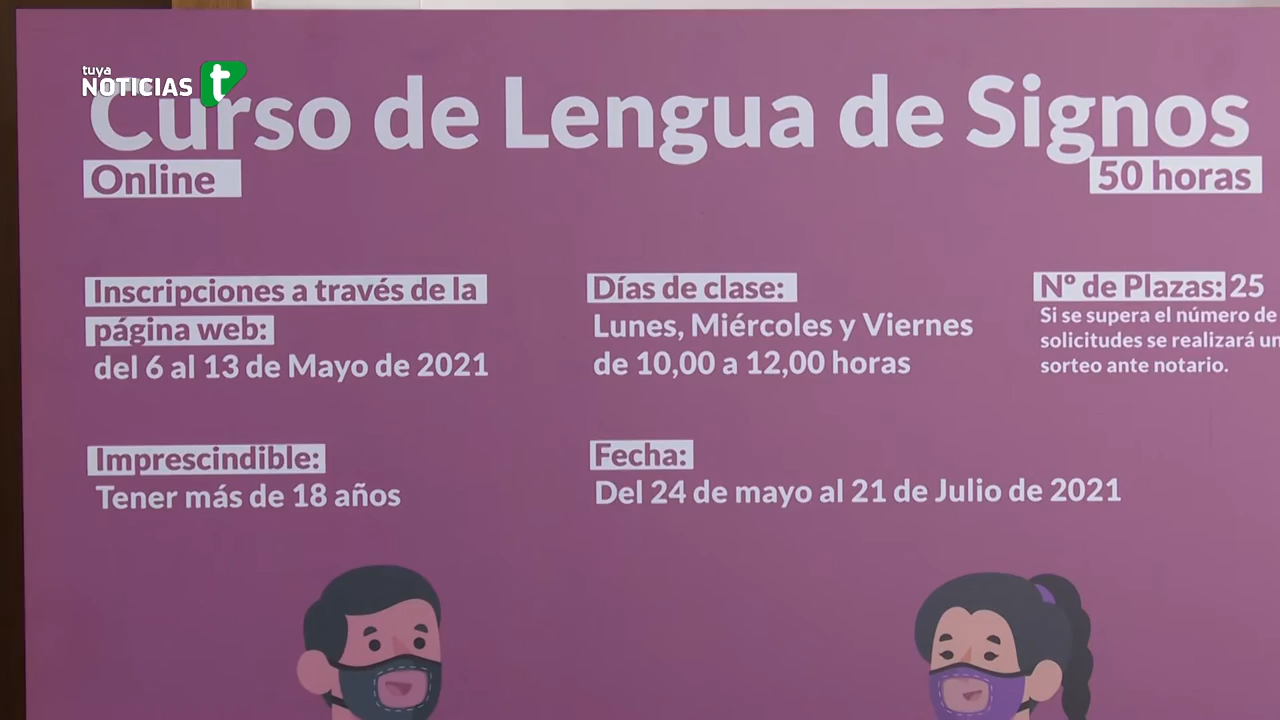 tuya
NOTICIAS t
Curso de Lengua de Signos
Online
50 horas
Inscripciones a través de la
página web:
del 6 al 13 de Mayo de 2021
Días de clase:
Lunes, Miércoles y Viernes
de 10,00 a 12,00 horas
Nº de Plazas: 25
Si se supera el número de
solicitudes se realizará un
sorteo ante notario.
Imprescindible:
Tener más de 18 años
Fecha:
Del 24 de mayo al 21 de Julio de 2021